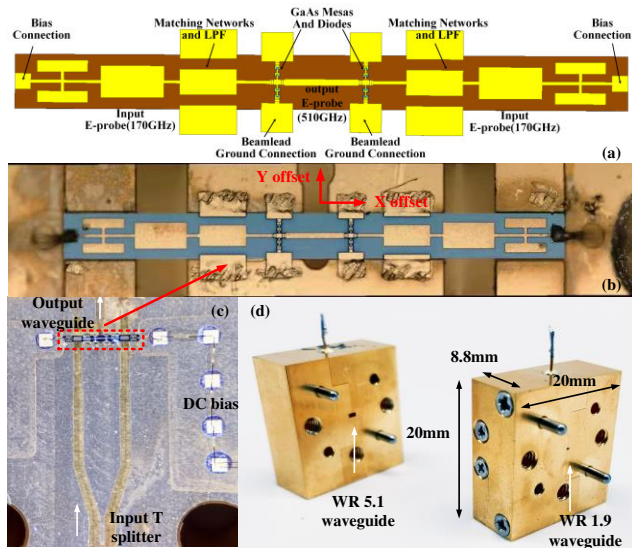 Bias
Connection
Matching Networks
and LPF
GaAs Mesas
And Diodes
Matching Networks
and LPF
Bias
Connection
Input
E-probe(170GHz)
output
E-probe
(510GHz)
Input
E-probe(170GHz)
Beamlead
Ground Connection
Beamlead
Ground Connection
(a)
Y offset
X offset
(b)
Output
waveguide
(c)
DC bias
Input T
splitter
(d)
8.8mm
20mm
20mm
WR 5.1
waveguide
WR 1.9
waveguide